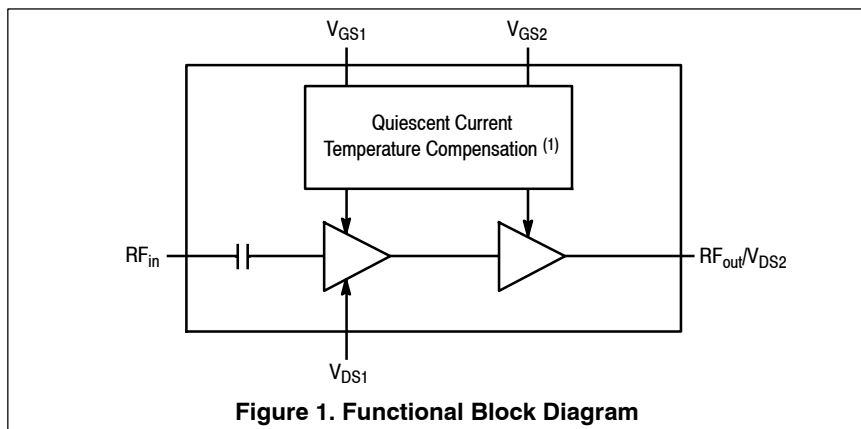 VGS1
VGS2
Quiescent Current
Temperature Compensation (1)
RFin
RFout/VDS2
VDS1
Figure 1. Functional Block Diagram